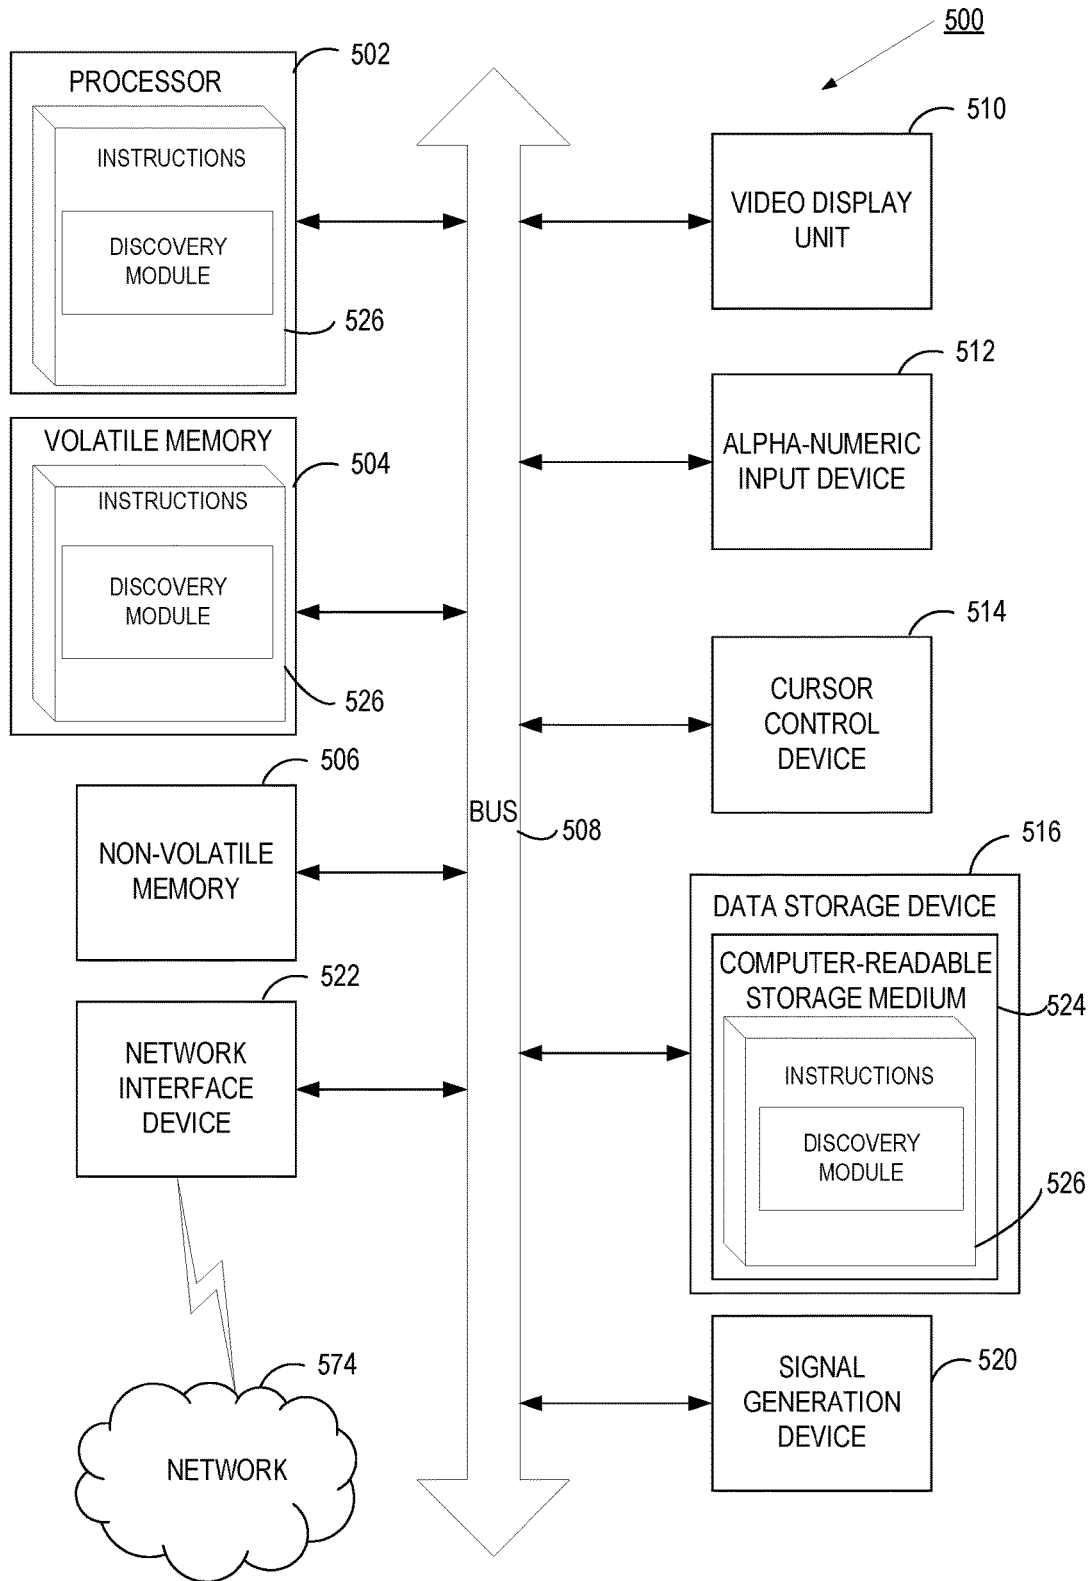 500
502
PROCESSOR
INSTRUCTIONS
DISCOVERY
MODULE
526
VOLATILE MEMORY
504
INSTRUCTIONS
DISCOVERY
MODULE
526
506
NON-VOLATILE
MEMORY
522
NETWORK
INTERFACE
DEVICE
574
NETWORK
BUS
508
510
VIDEO DISPLAY
UNIT
512
ALPHA-NUMERIC
INPUT DEVICE
514
CURSOR
CONTROL
DEVICE
516
DATA STORAGE DEVICE
COMPUTER-READABLE
STORAGE MEDIUM
524
INSTRUCTIONS
DISCOVERY
MODULE
526
SIGNAL
GENERATION
DEVICE
520